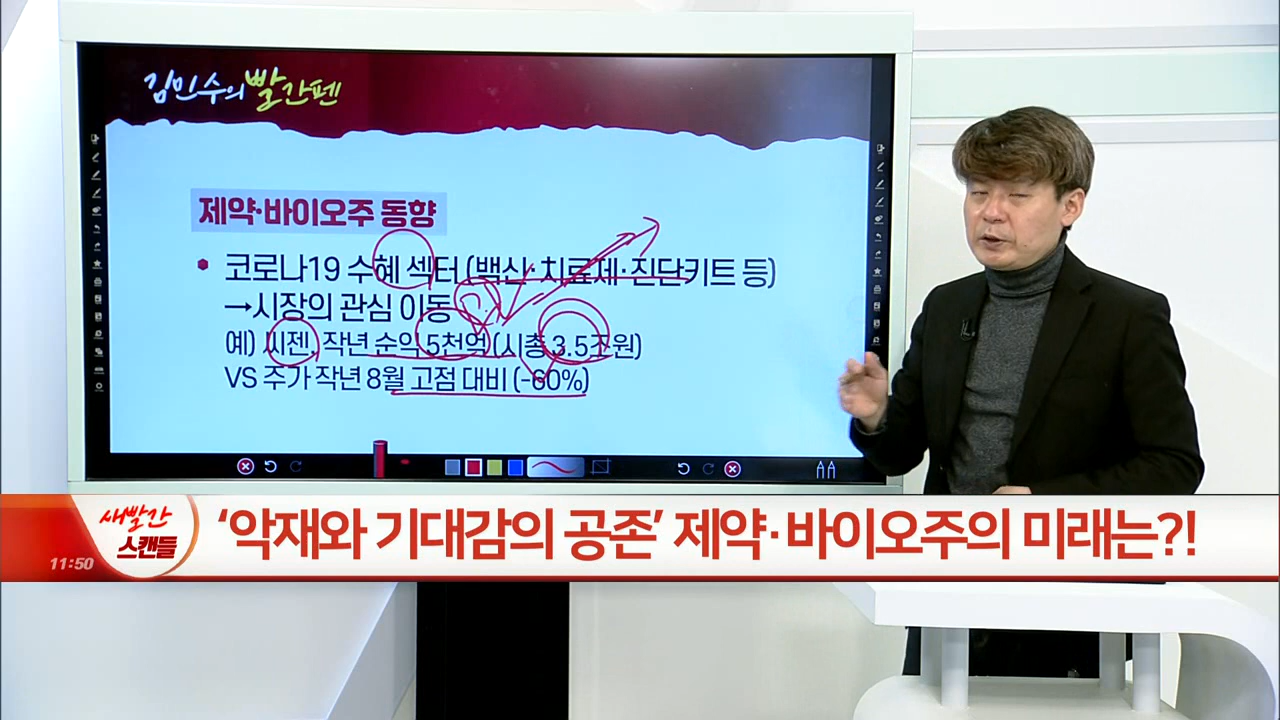 김민수의 빨간펜
제약·바이오주 동향
• 코로나19 수혜 섹터 (백신·치료제·진단키트 등)
→시장의 관심 이동
예) 씨젠, 작년 순익 5천억 (시총 3.5조원)
VS 주가 작년 8월 고점 대비 (-60%)
새빨간
스캔들
11:50
‘악재와 기대감의 공존’ 제약·바이오주의 미래는?!